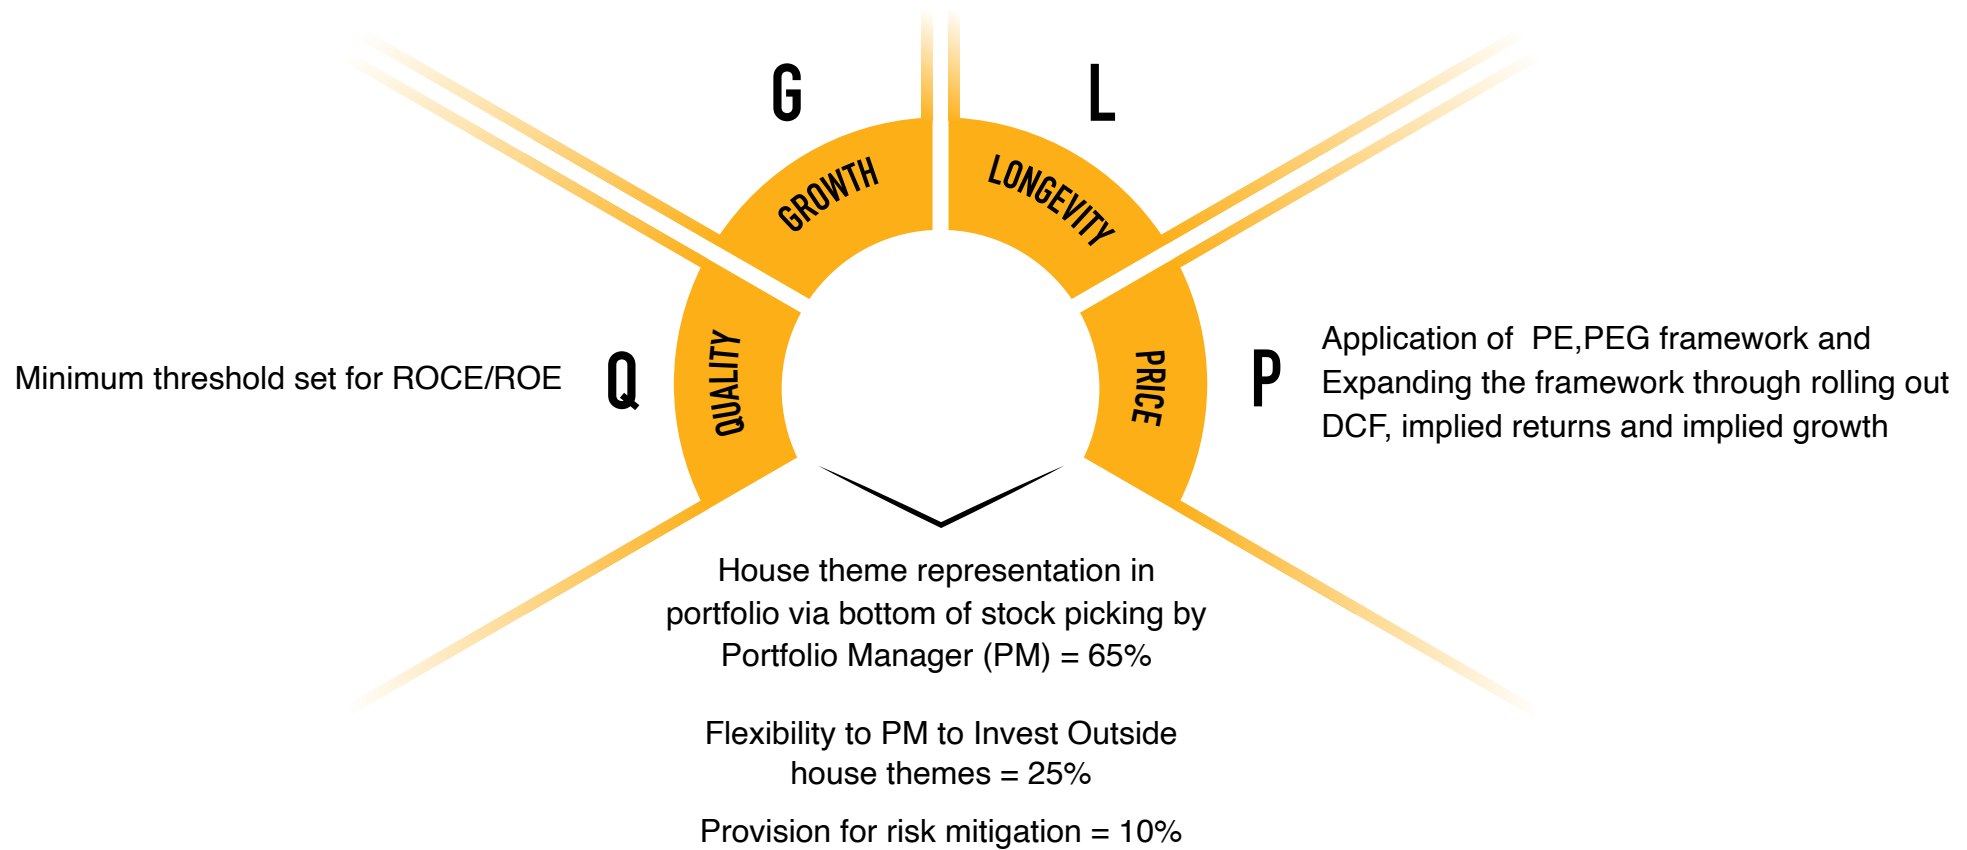 G
L
GROWTH
LONGEVITY
Minimum threshold set for ROCE/ROE
Q
QUALITY
PRICE
P
Application of  PE,PEG framework and
Expanding the framework through rolling out
DCF, implied returns and implied growth
House theme representation in
portfolio via bottom of stock picking by
Portfolio Manager (PM) = 65%
Flexibility to PM to Invest Outside
house themes = 25%
Provision for risk mitigation = 10%